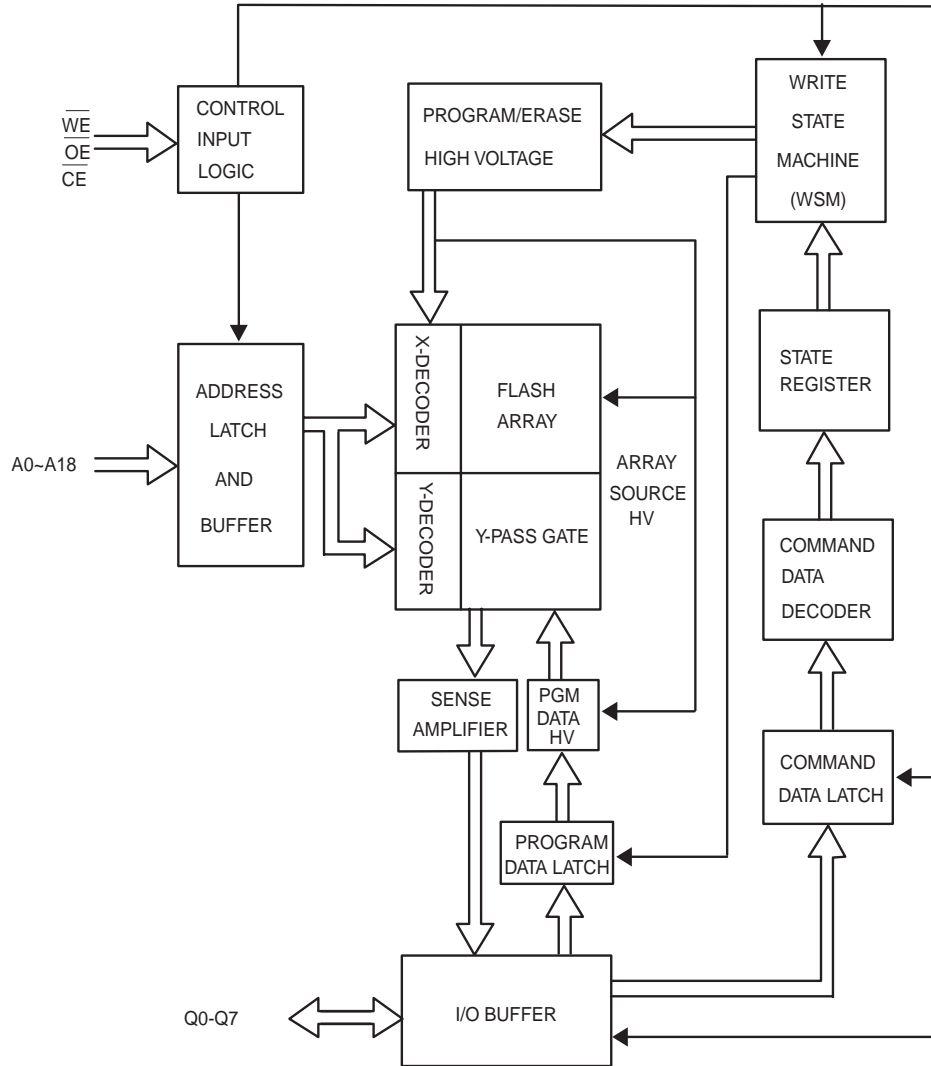 WE
OE
CE
CONTROL
INPUT
LOGIC
PROGRAM/ERASE
HIGH VOLTAGE
WRITE
STATE
MACHINE
(WSM)
A0~A18
ADDRESS
LATCH
AND
BUFFER
X-DECODER
FLASH
ARRAY
Y-DECODER
Y-PASS GATE
ARRAY
SOURCE
HV
STATE
REGISTER
COMMAND
DATA
DECODER
SENSE
AMPLIFIER
PGM
DATA
HV
COMMAND
DATA LATCH
PROGRAM
DATA LATCH
Q0-Q7
I/O BUFFER